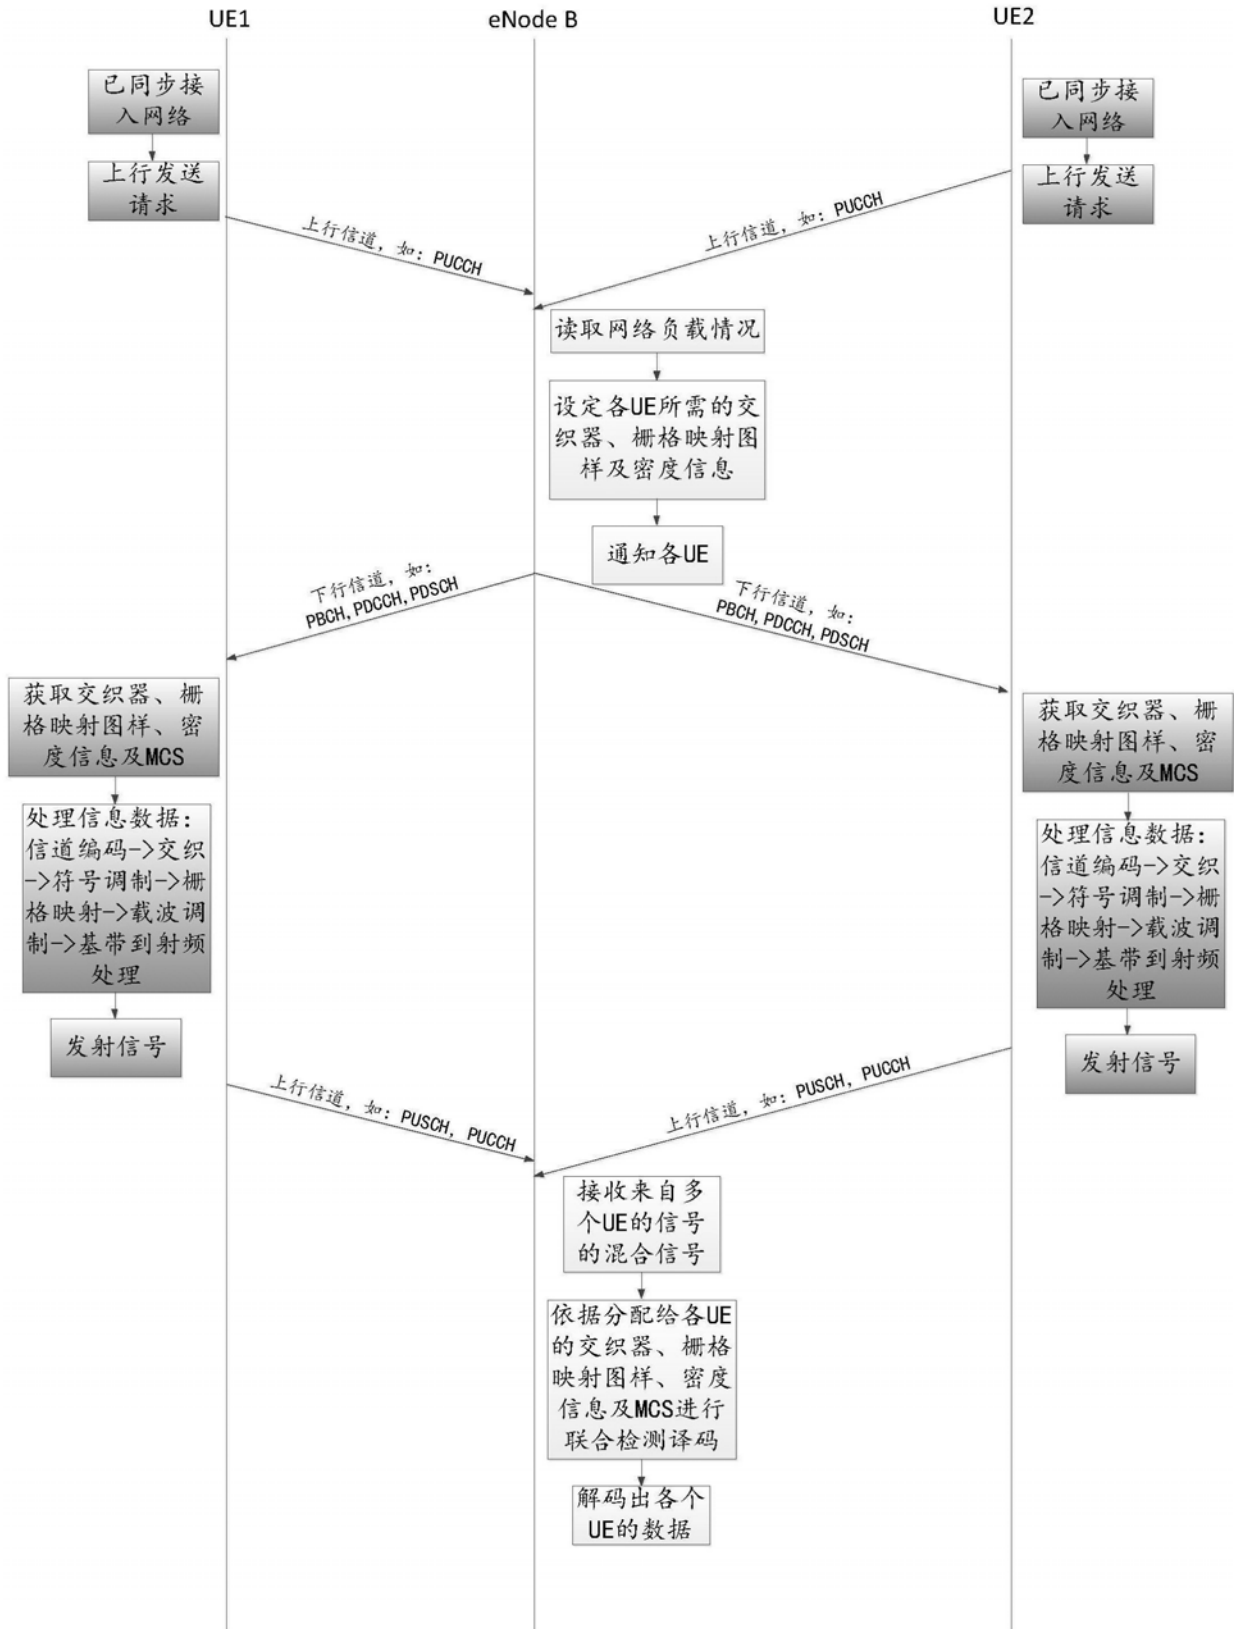 UE1
eNode B
UE2
已同步接
入网络
已同步接
入网络
上行发送
请求
上行发送
请求
上行信道，如：PUCCH
上行信道，如：PUCCH
读取网络负载情况
设定各UE所需的交
织器、栅格映射图
样及密度信息
通知各UE
下行信道，如：
PBCH,PDCCH,PDSCH
下行信道，如：
PBCH,PDCCH,PDSCH
获取交织器、栅
格映射图样、密
度信息及MCS
获取交织器、栅
格映射图样、密
度信息及MCS
处理信息数据：
信道编码->交织
->符号调制->栅
格映射->载波调
制->基带到射频
处理
处理信息数据：
信道编码->交织
->符号调制->栅
格映射->载波调
制->基带到射频
处理
发射信号
发射信号
上行信道，如：PUSCH，PUCCH
上行信道，如：PUSCH，PUCCH
接收来自多
个UE的信号
的混合信号
依据分配给各UE
的交织器、栅格
映射图样、密度
信息及MCS进行
联合检测译码
解码出各个
UE的数据